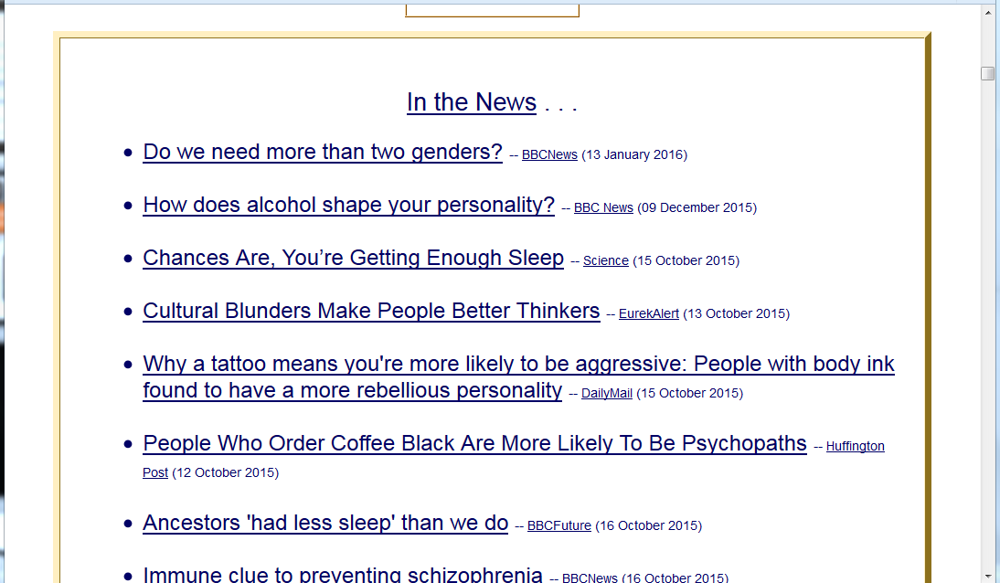 In the News . . .
Do we need more than two genders? -- BBCNews (13 January 2016)
How does alcohol shape your personality? -- BBC News (09 December 2015)
Chances Are, You’re Getting Enough Sleep -- Science (15 October 2015)
Cultural Blunders Make People Better Thinkers -- EurekAlert (13 October 2015)
Why a tattoo means you're more likely to be aggressive: People with body ink
found to have a more rebellious personality -- DailyMail (15 October 2015)
People Who Order Coffee Black Are More Likely To Be Psychopaths -- Huffington
Post (12 October 2015)
Ancestors 'had less sleep' than we do -- BBCFuture (16 October 2015)
Immune clue to preventing schizophrenia -- BBCNews (16 October 2015)